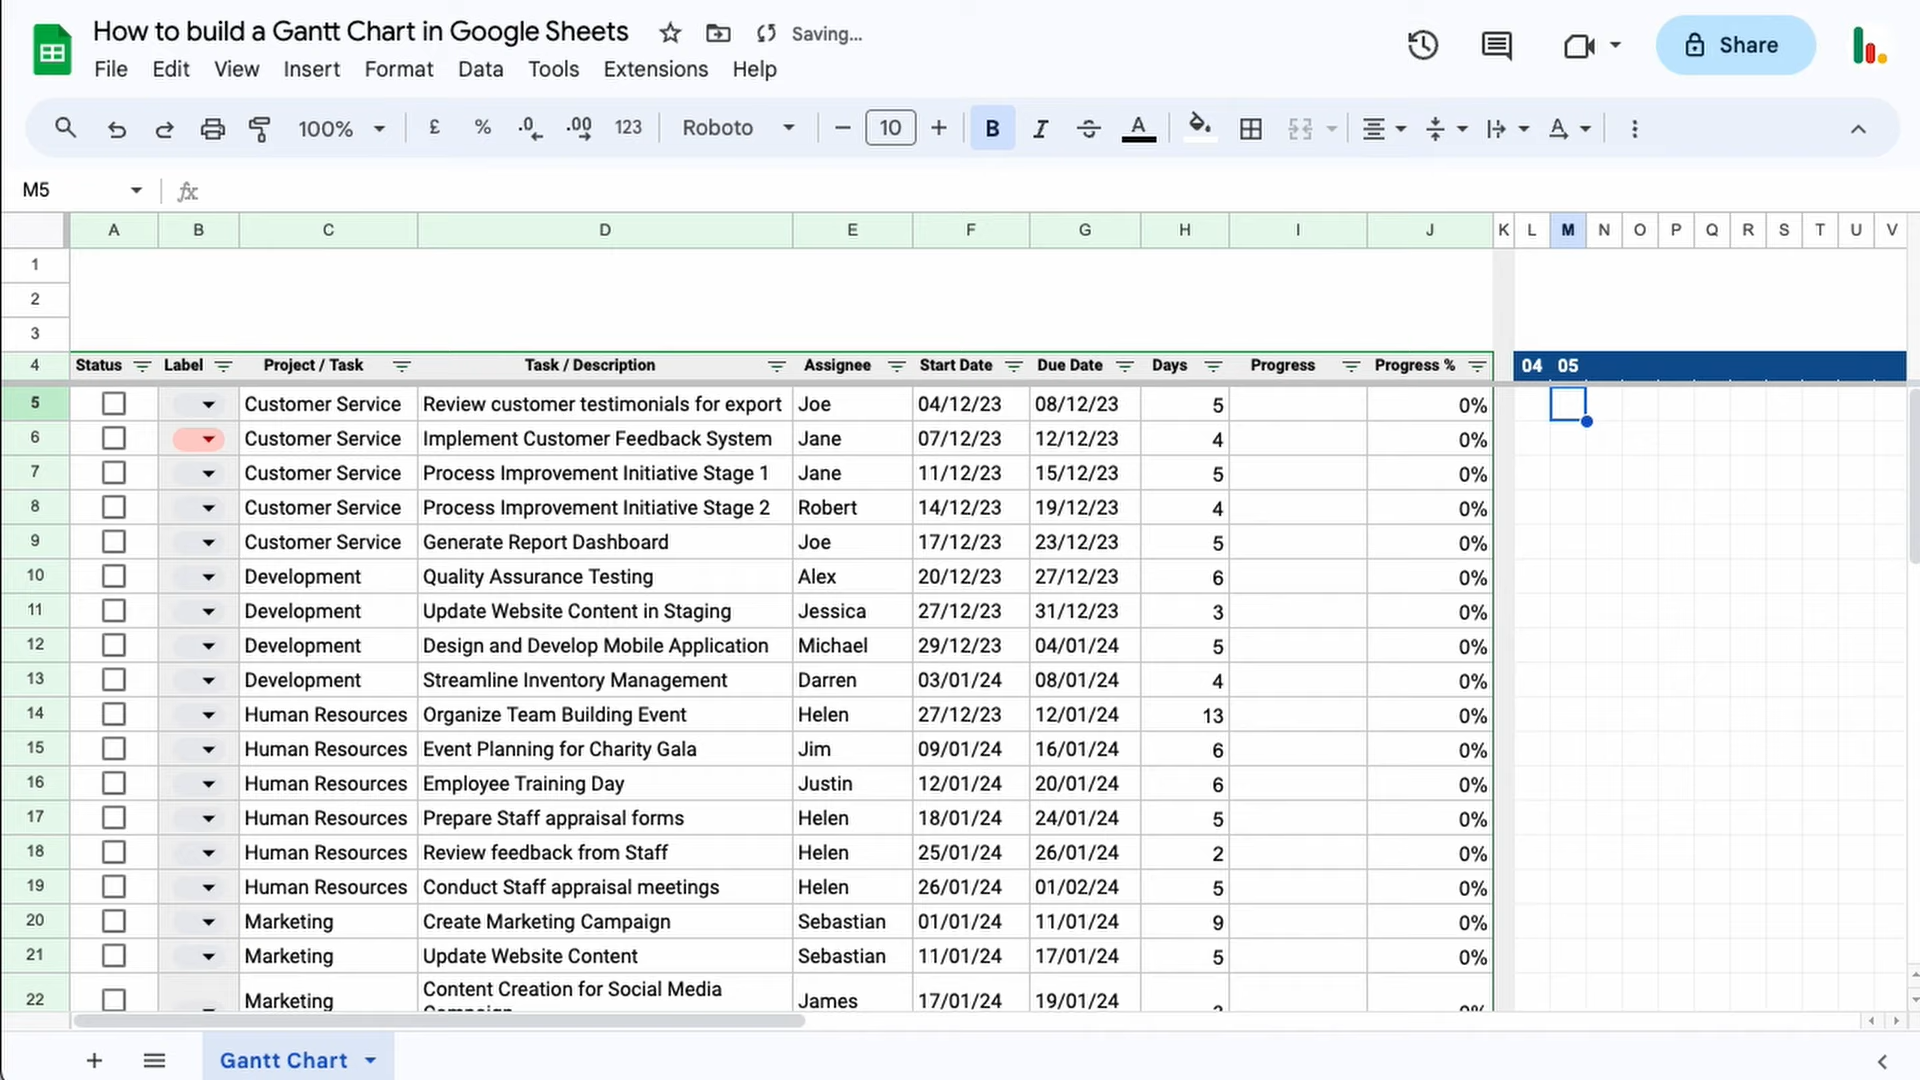 How to build a Gantt Chart in Google Sheets Saving...
File Edit View Insert Format Data Tools Extensions Help
Share
100% £ % .0 .00 123 Roboto 10 B I A A
M5 fx
A B C D E F G H I J K L M N O P Q R S T U V
1
2
3
4 Status Label Project / Task Task / Description Assignee Start Date Due Date Days Progress Progress % 04 05
5 Customer Service Review customer testimonials for export Joe 04/12/23 08/12/23 5 0%
6 Customer Service Implement Customer Feedback System Jane 07/12/23 12/12/23 4 0%
7 Customer Service Process Improvement Initiative Stage 1 Jane 11/12/23 15/12/23 5 0%
8 Customer Service Process Improvement Initiative Stage 2 Robert 14/12/23 19/12/23 4 0%
9 Customer Service Generate Report Dashboard Joe 17/12/23 23/12/23 5 0%
10 Development Quality Assurance Testing Alex 20/12/23 27/12/23 6 0%
11 Development Update Website Content in Staging Jessica 27/12/23 31/12/23 3 0%
12 Development Design and Develop Mobile Application Michael 29/12/23 04/01/24 5 0%
13 Development Streamline Inventory Management Darren 03/01/24 08/01/24 4 0%
14 Human Resources Organize Team Building Event Helen 27/12/23 12/01/24 13 0%
15 Human Resources Event Planning for Charity Gala Jim 09/01/24 16/01/24 6 0%
16 Human Resources Employee Training Day Justin 12/01/24 20/01/24 6 0%
17 Human Resources Prepare Staff appraisal forms Helen 18/01/24 24/01/24 5 0%
18 Human Resources Review feedback from Staff Helen 25/01/24 26/01/24 2 0%
19 Human Resources Conduct Staff appraisal meetings Helen 26/01/24 01/02/24 5 0%
20 Marketing Create Marketing Campaign Sebastian 01/01/24 11/01/24 9 0%
21 Marketing Update Website Content Sebastian 11/01/24 17/01/24 5 0%
22 Marketing Content Creation for Social Media James 17/01/24 19/01/24
Gantt Chart